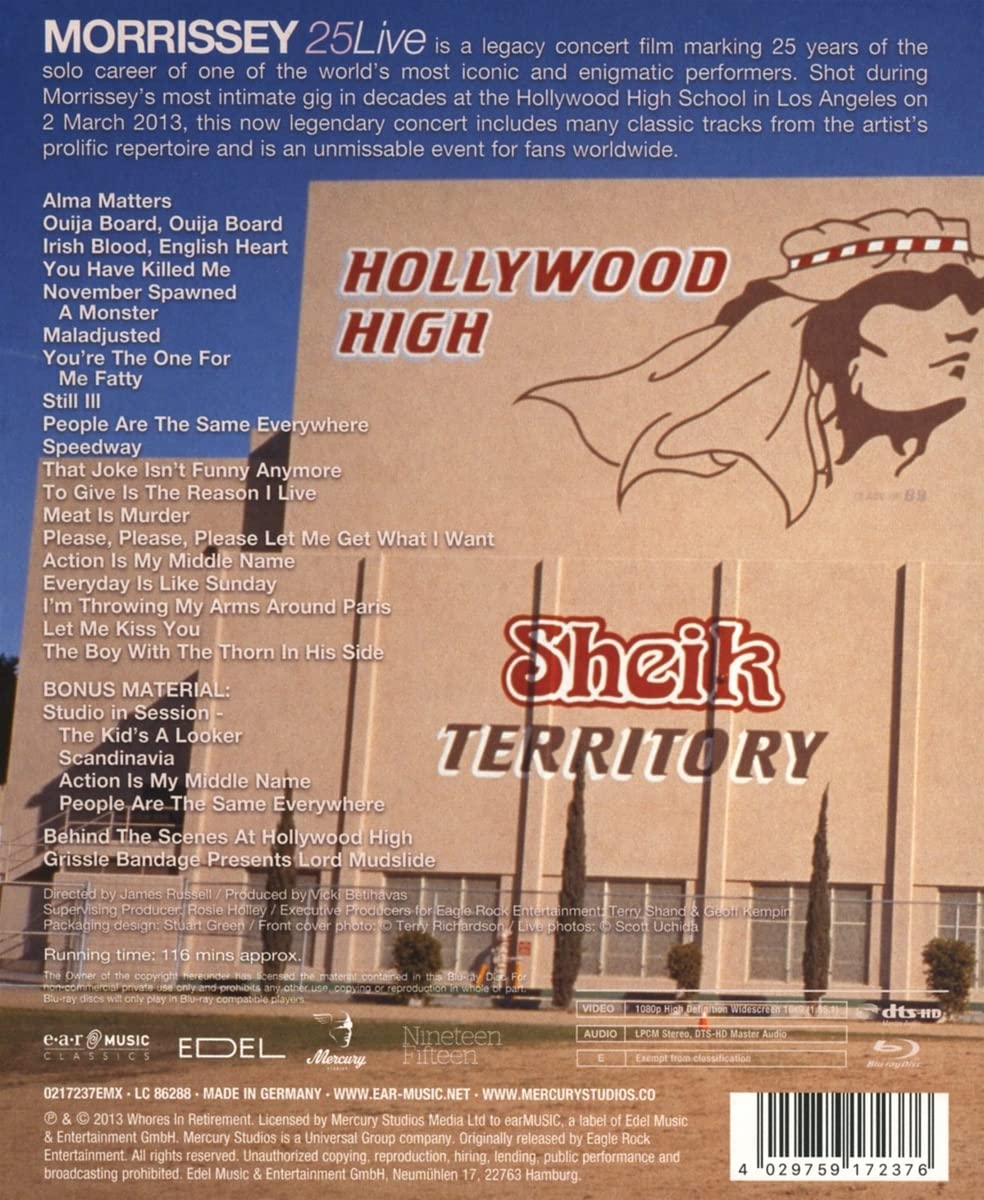 MORRISSEY 25Live is a legacy concert film marking 25 years of the
solo career of one of the world's most iconic and enigmatic performers. Shot during
Morrissey's most intimate gig in decades at the Hollywood High School in Los Angeles on
2 March 2013, this now legendary concert includes many classic tracks from the artist's
prolific repertoire and is an unmissable event for fans worldwide.
Alma Matters
Ouija Board, Ouija Board
Irish Blood, English Heart
You Have Killed Me
November Spawned
A Monster
Maladjusted
You're The One For
Me Fatty
Still Ill
People Are The Same Everywhere
Speedway
That Joke Isn't Funny Anymore
To Give Is The Reason I Live
Meat Is Murder
Please, Please, Please Let Me Get What I Want
Action Is My Middle Name
Everyday Is Like Sunday
I'm Throwing My Arms Around Paris
Let Me Kiss You
The Boy With The Thorn In His Side
BONUS MATERIAL:
Studio in Session -
The Kid's A Looker
Scandinavia
Action Is My Middle Name
People Are The Same Everywhere
Behind The Scenes At Hollywood High
Grissle Bandage Presents Lord Mudslide
HOLLYWOOD
HIGH
CLASS OF 69
Sheik
TERRITORY
Directed by James Russell / Produced by Vicki Betihavas
Supervising Producer: Rosie Holley / Executive Producers for Eagle Rock Entertainment: Terry Shand & Geoff Kempin
Packaging design: Stuart Green / Front cover photo: © Terry Richardson / Live photos: © Scott Uchida
Running time: 116 mins approx.
The Owner of the copyright hereunder has licensed the material contained in this Blu-ray Disc. For
non-commercial private use only and prohibits any other use, copying or reproduction in whole or part.
Blu-ray discs will only play in Blu-ray compatible players.
VIDEO 1080p High Definition Widescreen 16x9 (1.85:1)
AUDIO LPCM Stereo, DTS-HD Master Audio
E Exempt from classification
dts-HD
Blu-ray Disc
e·a·r MUSIC
CLASSICS
EDEL
Mercury
STUDIOS
Nineteen
Fifteen
0217237EMX · LC 86288 · MADE IN GERMANY · WWW.EAR-MUSIC.NET · WWW.MERCURYSTUDIOS.CO
℗ & © 2013 Whores In Retirement. Licensed by Mercury Studios Media Ltd to earMUSIC, a label of Edel Music
& Entertainment GmbH. Mercury Studios is a Universal Group company. Originally released by Eagle Rock
Entertainment. All rights reserved. Unauthorized copying, reproduction, hiring, lending, public performance and
broadcasting prohibited. Edel Music & Entertainment GmbH, Neumühlen 17, 22763 Hamburg.
4 029759 172376